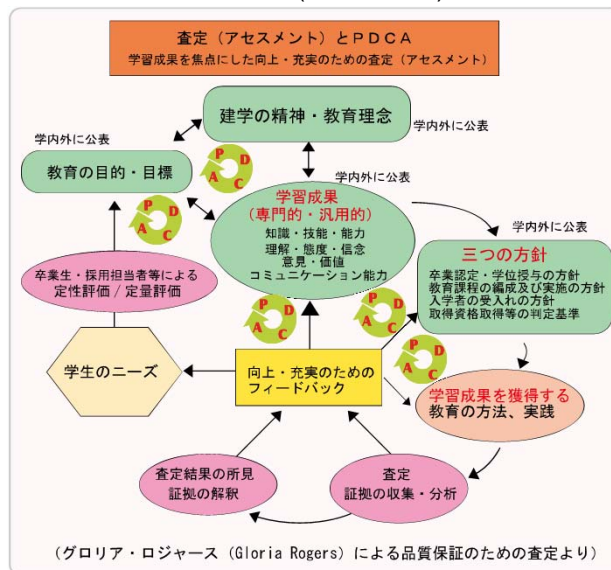 査定（アセスメント）とＰＤＣＡ
学習成果を焦点にした向上・充実のための査定（アセスメント）
建学の精神・教育理念
学内外に公表
学内外に公表
教育の目的・目標
P
D
C
A
学内外に公表
学習成果
（専門的・汎用的）
知識・技能・能力
理解・態度・信念
意見・価値
コミュニケーション能力
P
D
C
A
学内外に公表
三つの方針
卒業認定・学位授与の方針
教育課程の編成及び実施の方針
入学者の受入れの方針
取得資格取得等の判定基準
卒業生・採用担当者等による
定性評価/定量評価
P
D
C
A
P
D
C
A
P
D
C
A
学生のニーズ
向上・充実のための
フィードバック
学習成果を獲得する
教育の方法、実践
査定結果の所見
証拠の解釈
査定
証拠の収集・分析
（グロリア・ロジャース（Gloria Rogers）による品質保証のための査定より）